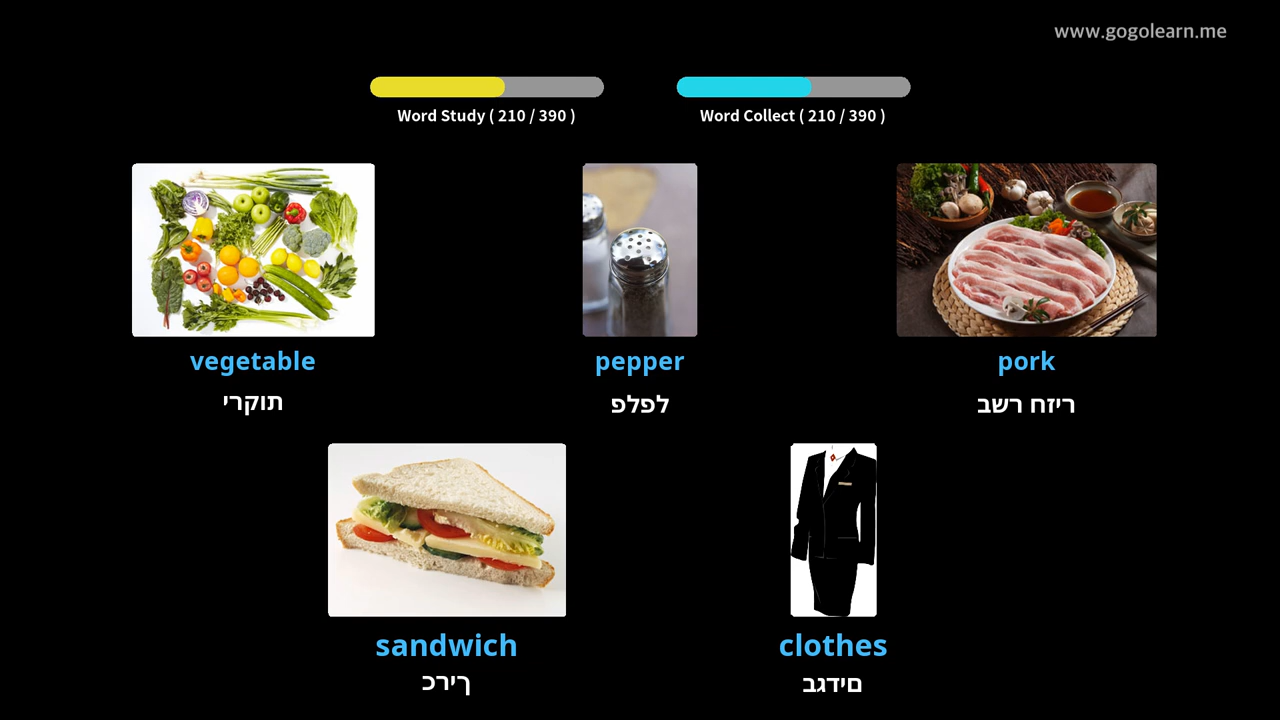 www.gogolearn.me
Word Study ( 210 / 390 )
Word Collect ( 210 / 390 )
vegetable
תוקרי
pepper
לפלפ
pork
ריזח רשב
sandwich
ךירכ
clothes
םידגב